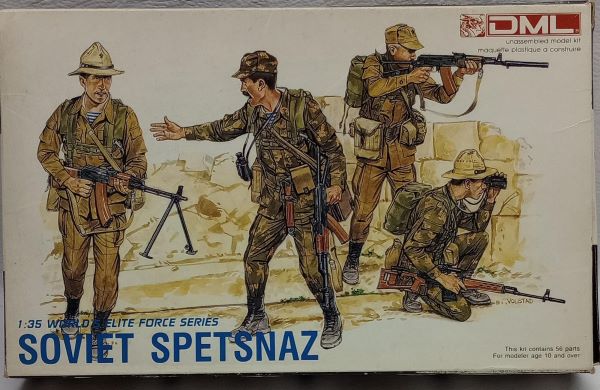 DML
unassembled model kit
maquette plastique a construire
VOLSTAD
1:35 WORLD'S ELITE FORCE SERIES
SOVIET SPETSNAZ
This kit contains 56 parts
For modeler age 10 and over